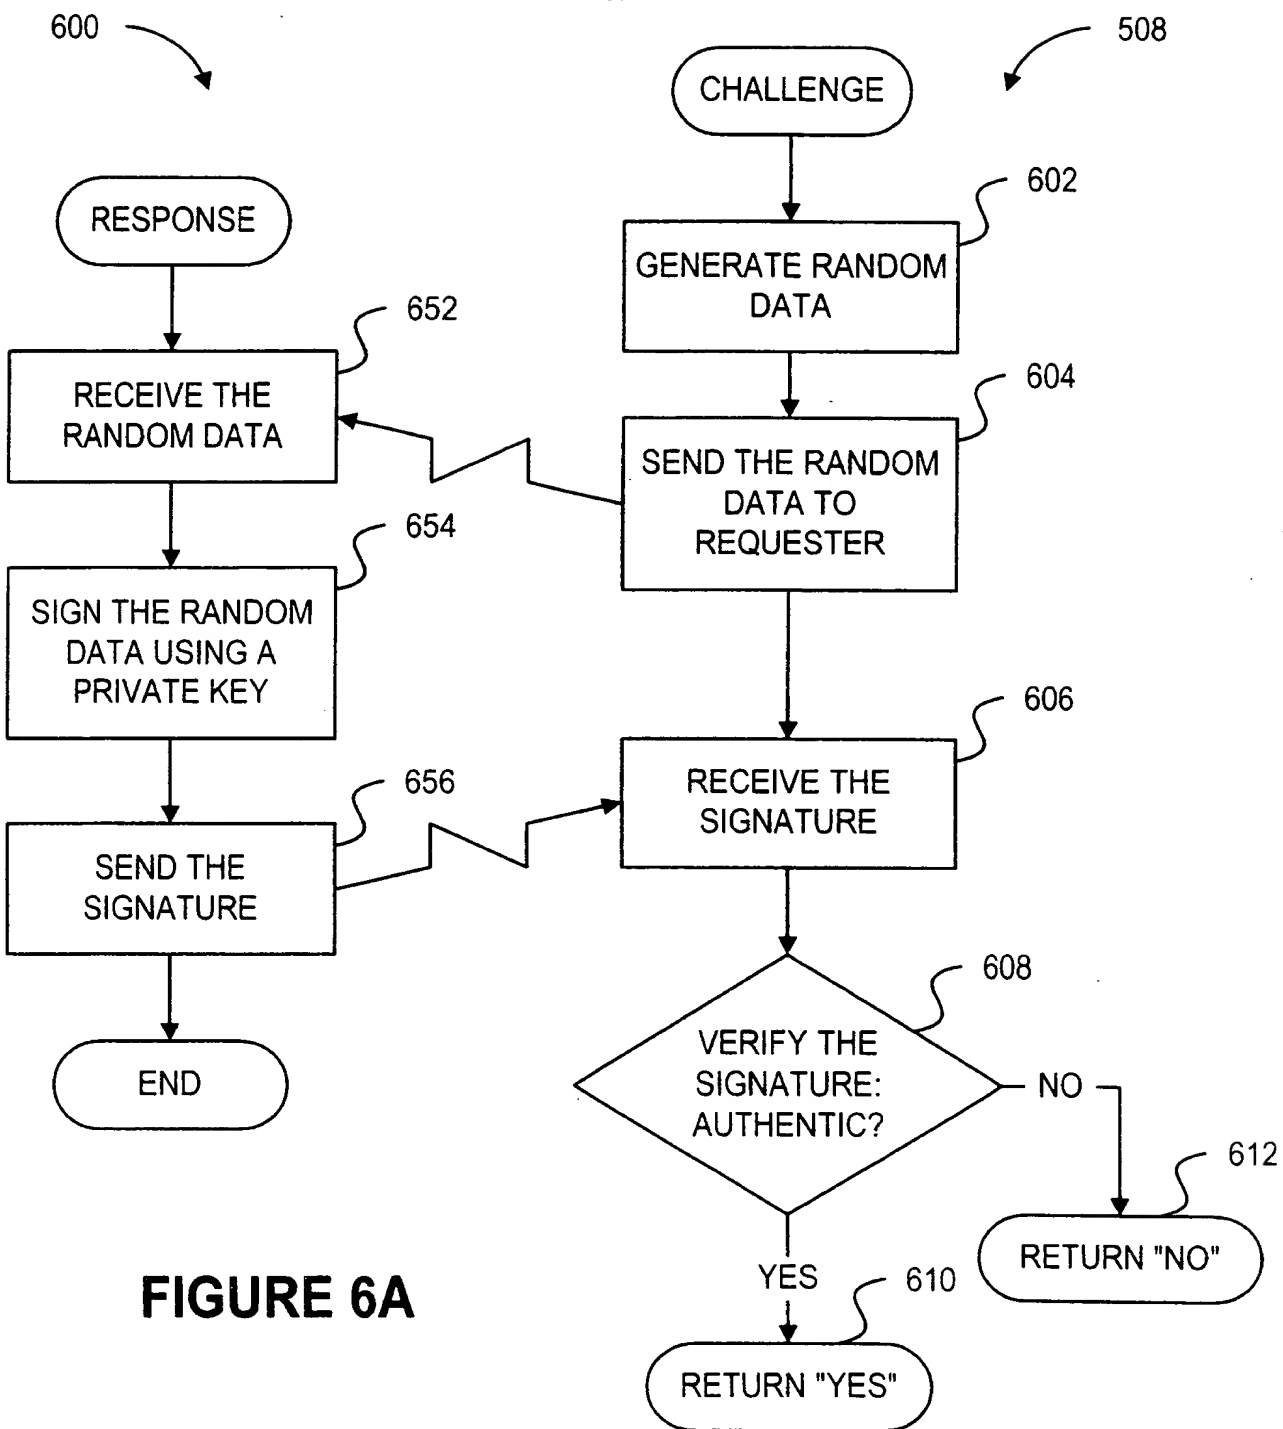 600
508
CHALLENGE
602
RESPONSE
GENERATE RANDOM
DATA
652
604
RECEIVE THE
RANDOM DATA
SEND THE RANDOM
DATA TO
REQUESTER
654
SIGN THE RANDOM
DATA USING A
PRIVATE KEY
606
656
RECEIVE THE
SIGNATURE
SEND THE
SIGNATURE
608
VERIFY THE
SIGNATURE:
AUTHENTIC?
NO
END
612
RETURN "NO"
YES
610
FIGURE 6A
RETURN "YES"